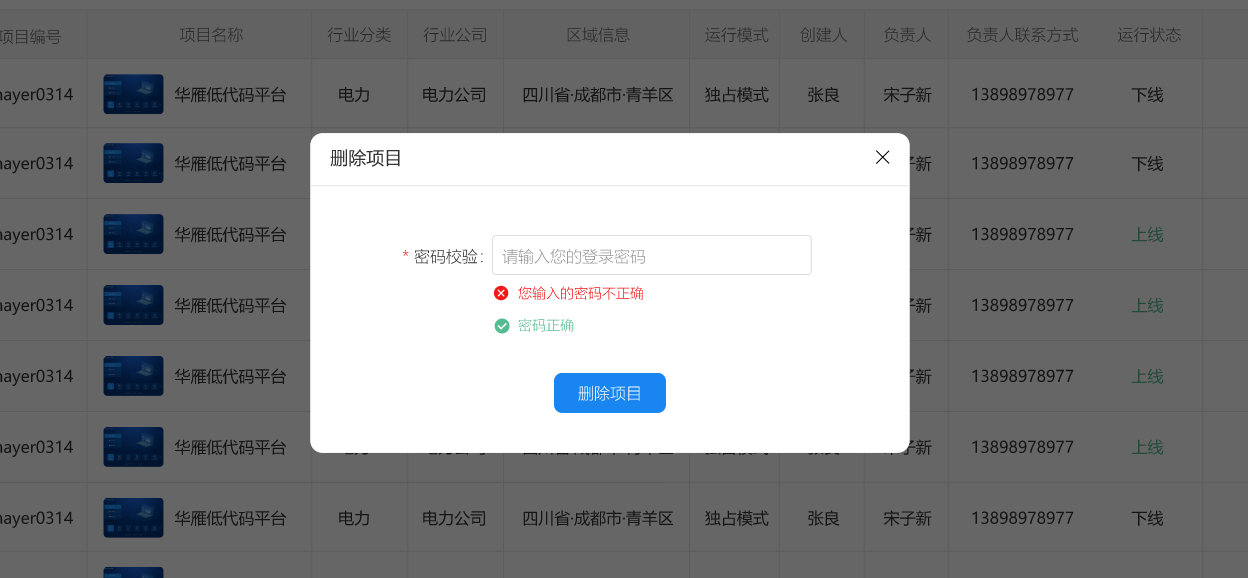 项目编号 项目名称 行业分类 行业公司 区域信息 运行模式 创建人 负责人 负责人联系方式 运行状态
nayer0314 华雁低代码平台 电力 电力公司 四川省·成都市·青羊区 独占模式 张良 宋子新 13898978977 下线
nayer0314 华雁低代码平台 子新 13898978977 下线
nayer0314 华雁低代码平台 子新 13898978977 上线
nayer0314 华雁低代码平台 子新 13898978977 上线
nayer0314 华雁低代码平台 子新 13898978977 上线
nayer0314 华雁低代码平台 子新 13898978977 上线
nayer0314 华雁低代码平台 电力 电力公司 四川省·成都市·青羊区 独占模式 张良 宋子新 13898978977 下线
删除项目
* 密码校验: 请输入您的登录密码
您输入的密码不正确
密码正确
删除项目